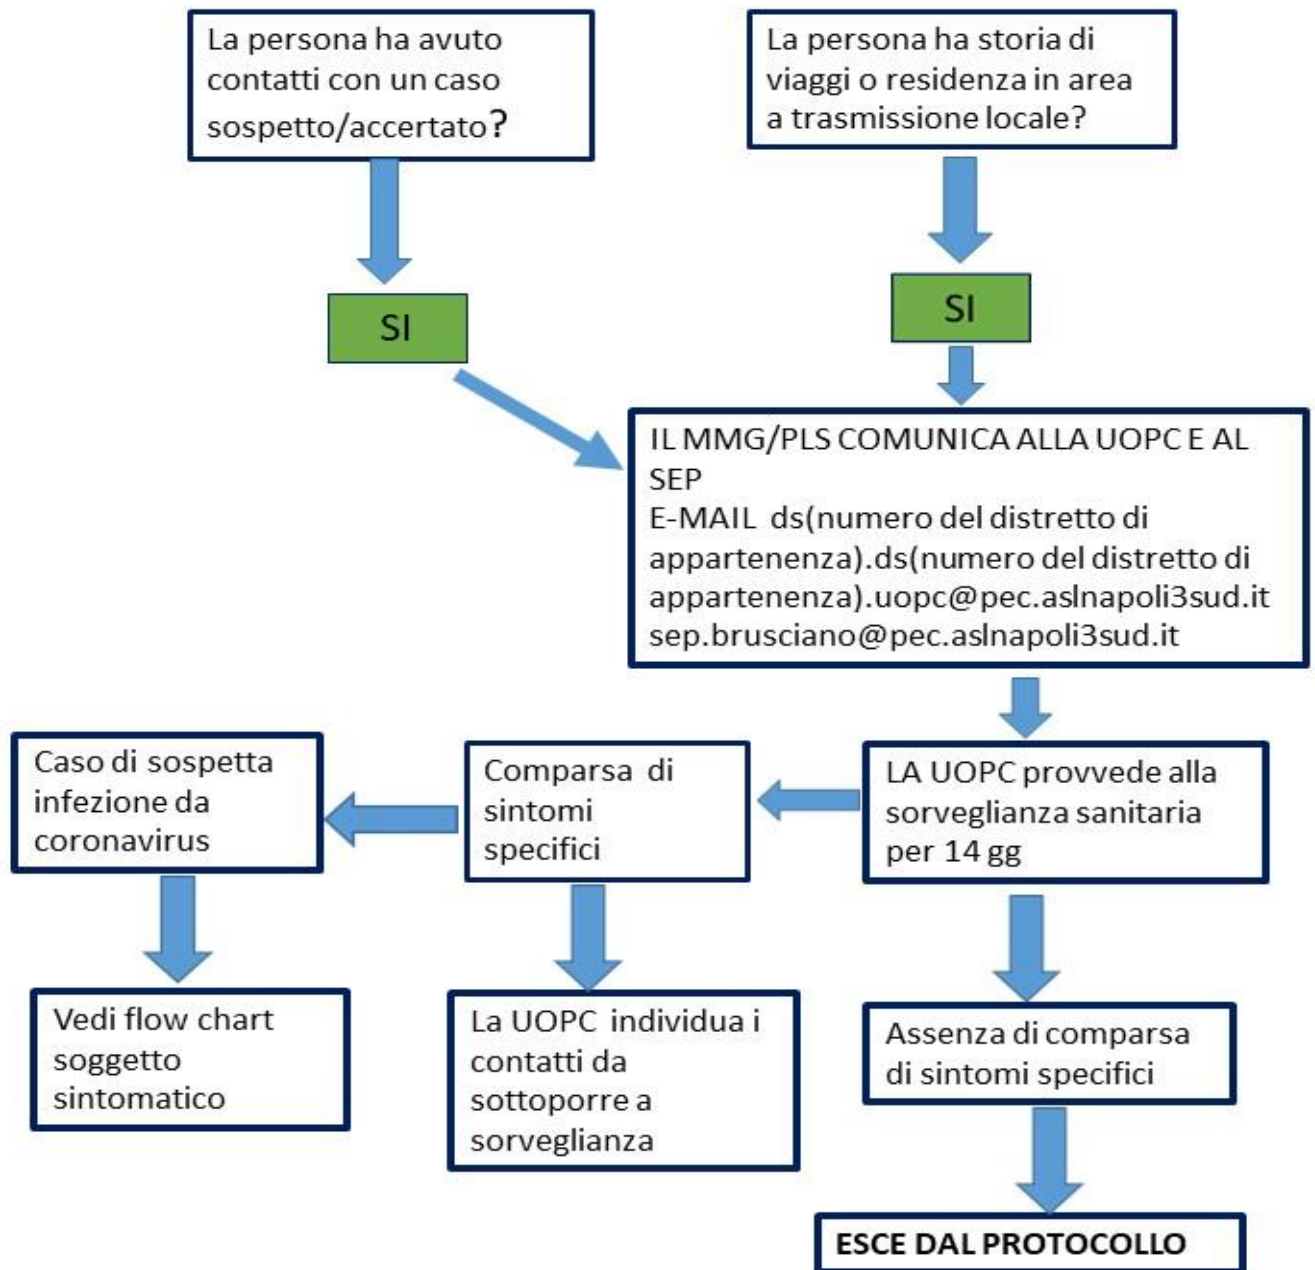 La persona ha avuto
contatti con un caso
sospetto/accertato?
La persona ha storia di
viaggi o residenza in area
a trasmissione locale?
SI
SI
IL MMG/PLS COMUNICA ALLA UOPC E AL
SEP
E-MAIL ds(numero del distretto di
appartenenza).ds(numero del distretto di
appartenenza).uopc@pec.aslnapoli3sud.it
sep.brusciano@pec.aslnapoli3sud.it
Caso di sospetta
infezione da
coronavirus
Comparsa di
sintomi
specifici
LA UOPC provvede alla
sorveglianza sanitaria
per 14 gg
Vedi flow chart
soggetto
sintomatico
La UOPC individua i
contatti da
sottoporre a
sorveglianza
Assenza di comparsa
di sintomi specifici
ESCE DAL PROTOCOLLO